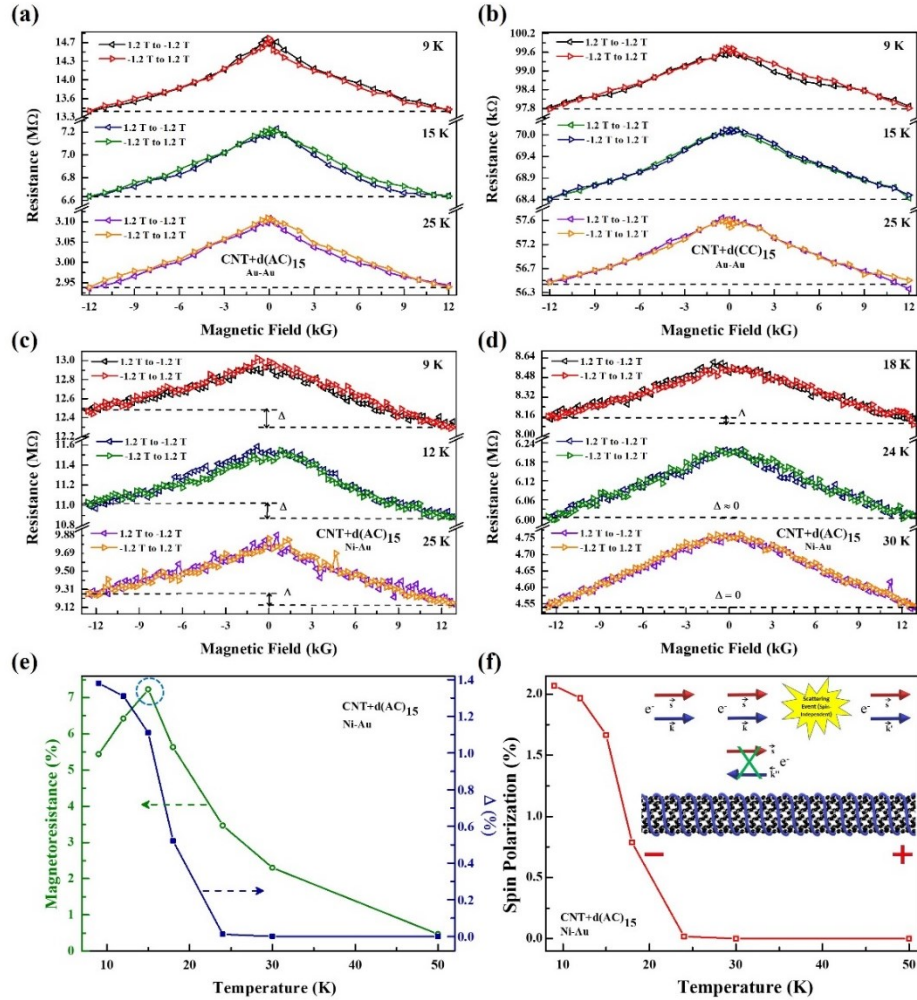 (a)
14.7
14.3
14.0
13.6
7.2
7.0
6.8
6.6
3.10
3.05
3.00
2.95
Resistance (MΩ)
1.2 T to -1.2 T
-1.2 T to 1.2 T
9 K
1.2 T to -1.2 T
-1.2 T to 1.2 T
15 K
1.2 T to -1.2 T
-1.2 T to 1.2 T
25 K
CNT+d(AC)15
Au-Au
-12 -9 -6 -3 0 3 6 9 12
Magnetic Field (kG)
(b)
99.6
99.0
98.4
97.8
70.0
69.4
68.9
68.4
57.6
57.2
56.7
56.3
Resistance (kΩ)
1.2 T to -1.2 T
-1.2 T to 1.2 T
9 K
1.2 T to -1.2 T
-1.2 T to 1.2 T
15 K
1.2 T to -1.2 T
-1.2 T to 1.2 T
25 K
CNT+d(CC)15
Au-Au
-12 -9 -6 -3 0 3 6 9 12
Magnetic Field (kG)
(c)
13.0
12.8
12.6
12.4
12.2
11.6
11.3
11.0
10.8
9.88
9.69
9.31
9.12
Resistance (MΩ)
1.2 T to -1.2 T
-1.2 T to 1.2 T
9 K
Δ
1.2 T to -1.2 T
-1.2 T to 1.2 T
12 K
Δ
1.2 T to -1.2 T
-1.2 T to 1.2 T
CNT+d(AC)15
Ni-Au
25 K
Δ
-12 -9 -6 -3 0 3 6 9 12
Magnetic Field (kG)
(d)
8.64
8.48
8.32
8.16
8.00
6.24
6.18
6.12
6.06
6.00
4.75
4.68
4.60
4.55
Resistance (MΩ)
1.2 T to -1.2 T
-1.2 T to 1.2 T
18 K
Δ
1.2 T to -1.2 T
-1.2 T to 1.2 T
24 K
Δ ≈ 0
1.2 T to -1.2 T
-1.2 T to 1.2 T
CNT+d(AC)15
Ni-Au
30 K
Δ = 0
-12 -9 -6 -3 0 3 6 9 12
Magnetic Field (kG)
(e)
7
6
5
4
3
2
1
0
Magnetoresistance (%)
CNT+d(AC)15
Ni-Au
1.4
1.2
1.0
0.8
0.6
0.4
0.2
0.0
Δ (%)
10 20 30 40 50
Temperature (K)
(f)
2.0
1.5
1.0
0.5
0.0
Spin Polarization (%)
e- s k
e- s k
Scattering
Event (Spin-
Independent)
e- s k'
s e-
k''
− +
CNT+d(AC)15
Ni-Au
10 20 30 40 50
Temperature (K)